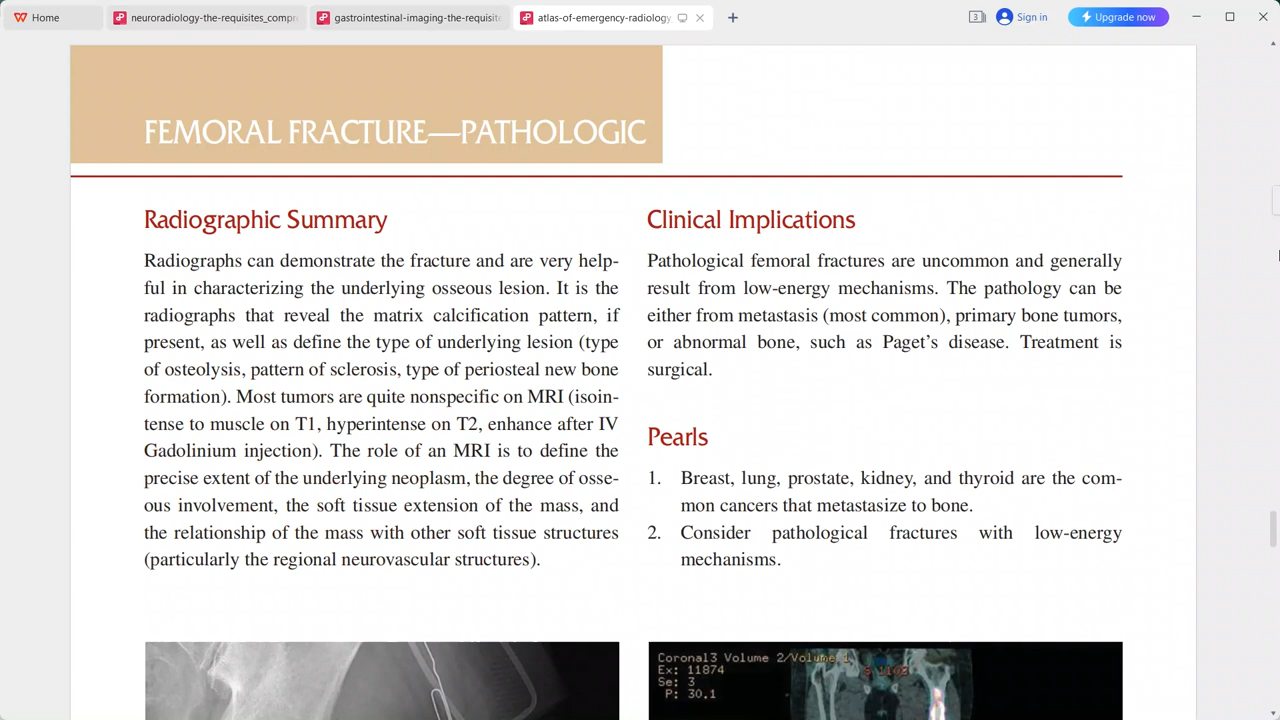 Home
neuroradiology-the-requisites_compr
gastrointestinal-imaging-the-requisite
atlas-of-emergency-radiology
3
Sign in
Upgrade now
FEMORAL FRACTURE—PATHOLOGIC
Radiographic Summary
Radiographs can demonstrate the fracture and are very help-
ful in characterizing the underlying osseous lesion. It is the
radiographs that reveal the matrix calcification pattern, if
present, as well as define the type of underlying lesion (type
of osteolysis, pattern of sclerosis, type of periosteal new bone
formation). Most tumors are quite nonspecific on MRI (isoin-
tense to muscle on T1, hyperintense on T2, enhance after IV
Gadolinium injection). The role of an MRI is to define the
precise extent of the underlying neoplasm, the degree of osse-
ous involvement, the soft tissue extension of the mass, and
the relationship of the mass with other soft tissue structures
(particularly the regional neurovascular structures).
Clinical Implications
Pathological femoral fractures are uncommon and generally
result from low-energy mechanisms. The pathology can be
either from metastasis (most common), primary bone tumors,
or abnormal bone, such as Paget's disease. Treatment is
surgical.
Pearls
1. Breast, lung, prostate, kidney, and thyroid are the com-
mon cancers that metastasize to bone.
2. Consider pathological fractures with low-energy
mechanisms.
Coronal3 Volume 2/Volume 1
Ex: 11874
Se: 3
P: 30.1